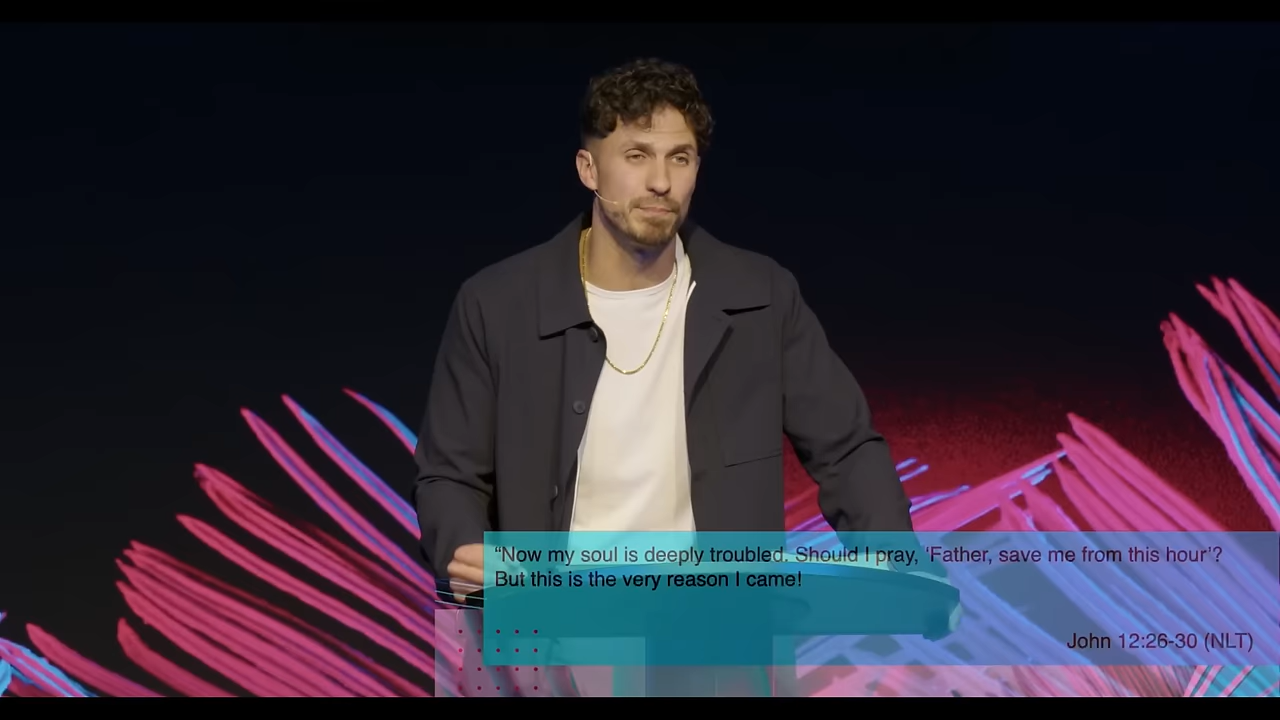 “Now my soul is deeply troubled. Should I pray, ‘Father, save me from this hour’?
But this is the very reason I came!
John 12:26-30 (NLT)